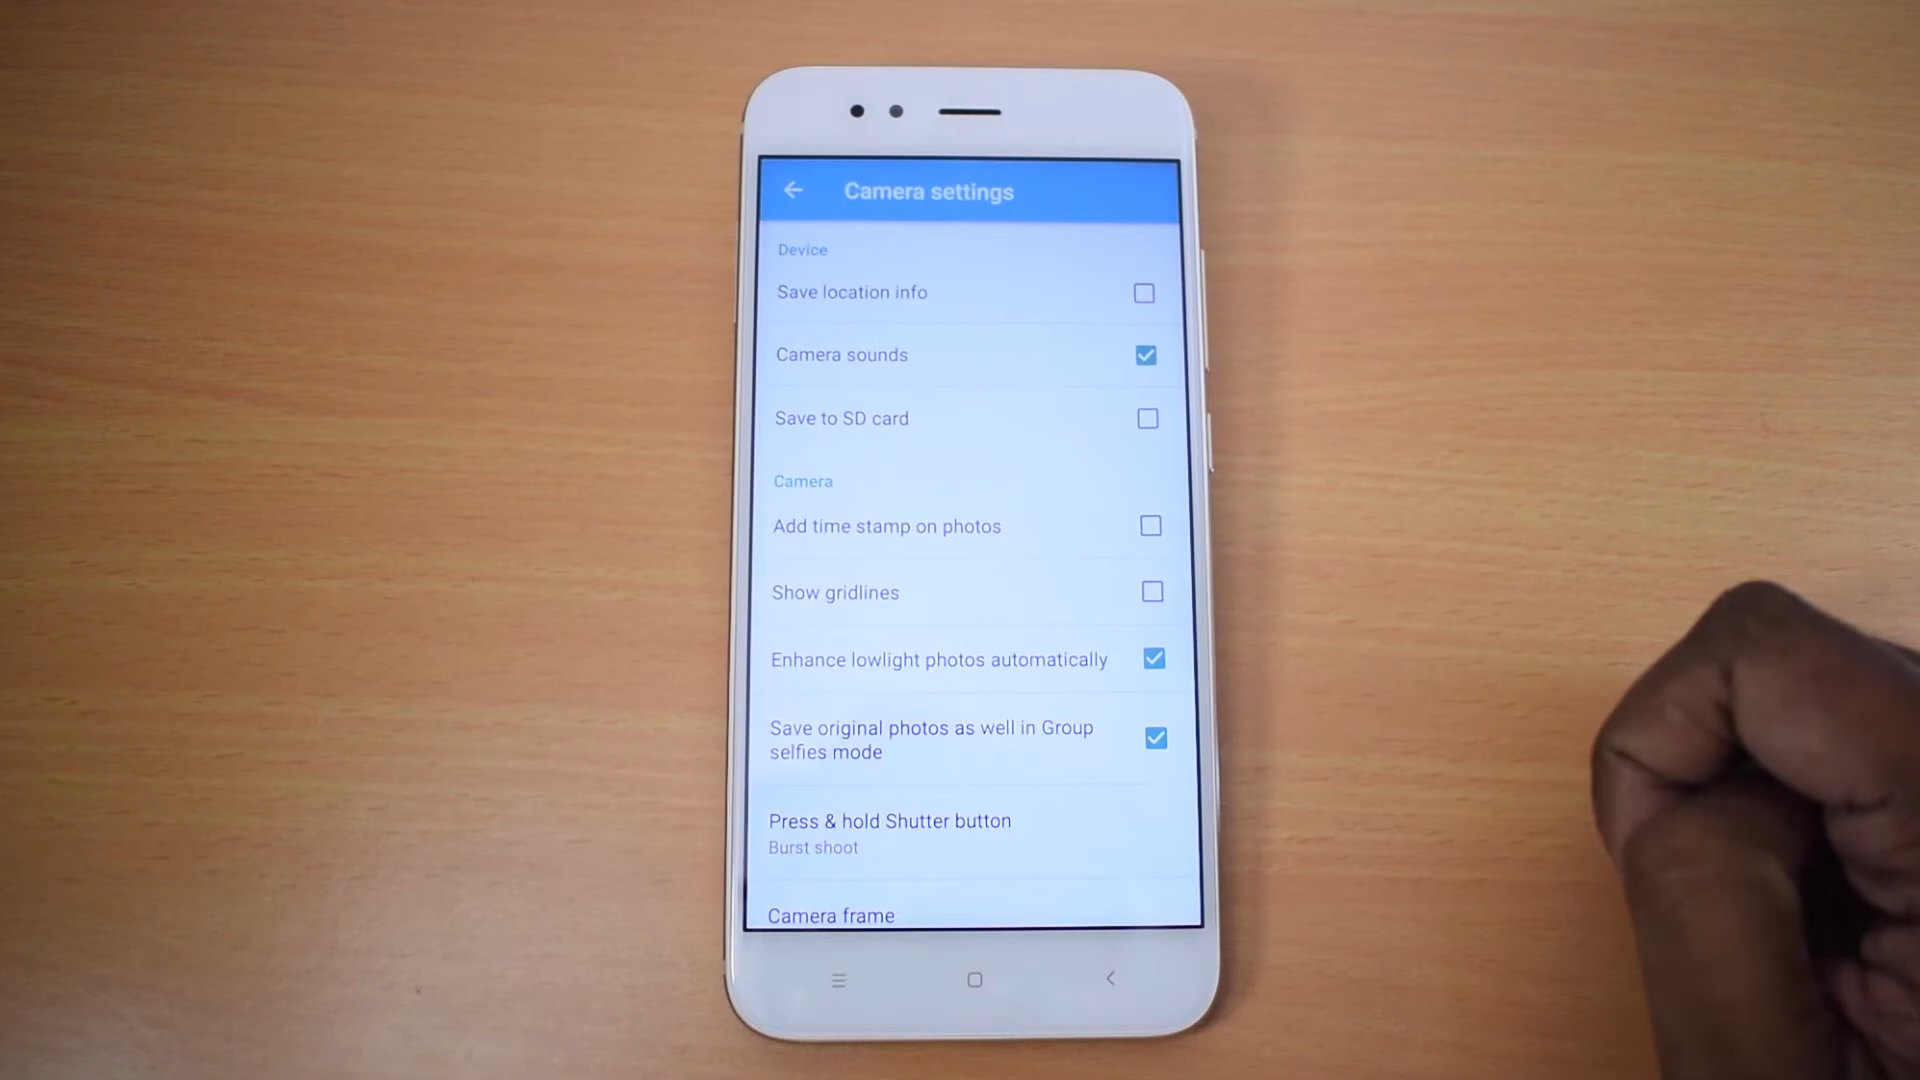 Camera settings
Device
Save location info
Camera sounds
Save to SD card
Camera
Add time stamp on photos
Show gridlines
Enhance lowlight photos automatically
Save original photos as well in Group
selfies mode
Press & hold Shutter button
Burst shoot
Camera frame